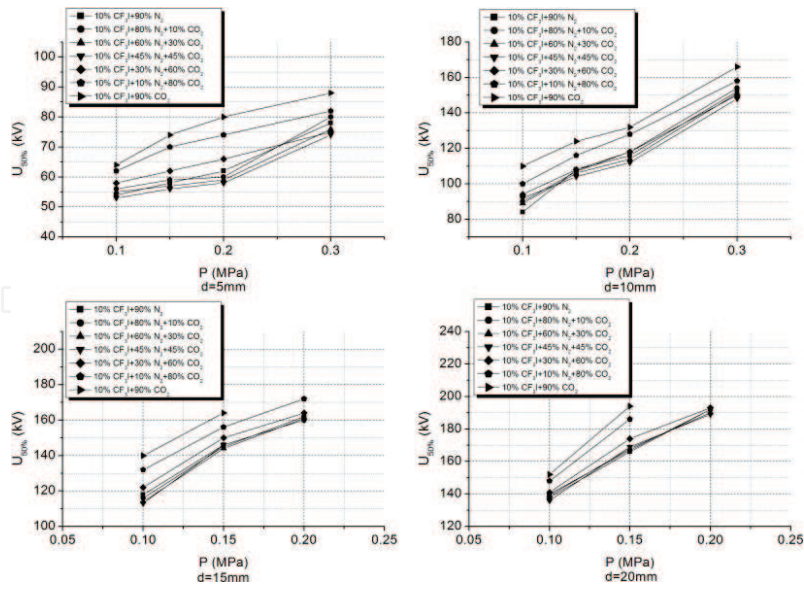 10% CF3I+90% N2
10% CF3I+80% N2+10% CO2
10% CF3I+60% N2+30% CO2
10% CF3I+45% N2+45% CO2
10% CF3I+30% N2+60% CO2
10% CF3I+10% N2+80% CO2
10% CF3I+90% CO2
100
90
80
70
60
50
40
U50% (kV)
0.1 0.2 0.3
P (MPa)
d=5mm
10% CF3I+90% N2
10% CF3I+80% N2+10% CO2
10% CF3I+60% N2+30% CO2
10% CF3I+45% N2+45% CO2
10% CF3I+30% N2+60% CO2
10% CF3I+10% N2+80% CO2
10% CF3I+90% CO2
180
160
140
120
100
80
U50% (kV)
0.1 0.2 0.3
P (MPa)
d=10mm
10% CF3I+90% N2
10% CF3I+80% N2+10% CO2
10% CF3I+60% N2+30% CO2
10% CF3I+45% N2+45% CO2
10% CF3I+30% N2+60% CO2
10% CF3I+10% N2+80% CO2
10% CF3I+90% CO2
200
180
160
140
120
100
U50% (kV)
0.05 0.10 0.15 0.20 0.25
P (MPa)
d=15mm
10% CF3I+90% N2
10% CF3I+80% N2+10% CO2
10% CF3I+60% N2+30% CO2
10% CF3I+45% N2+45% CO2
10% CF3I+30% N2+60% CO2
10% CF3I+10% N2+80% CO2
10% CF3I+90% CO2
240
220
200
180
160
140
120
U50% (kV)
0.05 0.10 0.15 0.20 0.25
P (MPa)
d=20mm